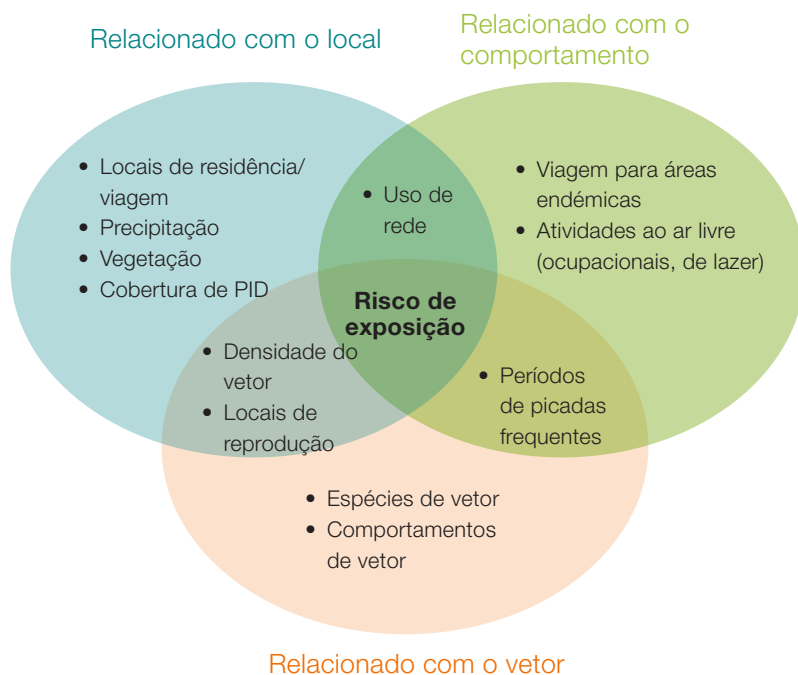 Relacionado com o local
Relacionado com o
comportamento
• Locais de residência/
viagem
• Precipitação
• Vegetação
• Cobertura de PID
• Uso de
rede
• Viagem para áreas
endémicas
• Atividades ao ar livre
(ocupacionais, de lazer)
Risco de
exposição
• Densidade do
vetor
• Locais de
reprodução
• Períodos
de picadas
frequentes
• Espécies de vetor
• Comportamentos
de vetor
Relacionado com o vetor